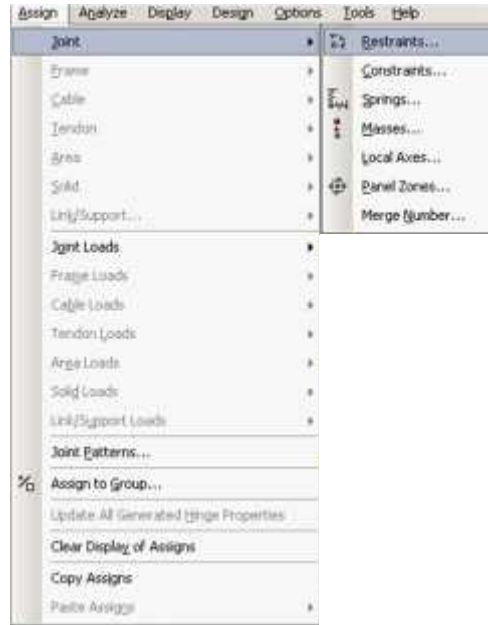 Assign Analyze Display Design Options Tools Help
Joint
Restraints...
Constraints...
Springs...
Masses...
Local Axes...
Panel Zones...
Merge Number...
Frame
Cable
Tendon
Area
Solid
Link/Support...
Joint Loads
Frame Loads
Cable Loads
Tendon Loads
Area Loads
Solid Loads
Link/Support Loads
Joint Patterns...
Assign to Group...
Update All Generated Hinge Properties
Clear Display of Assigns
Copy Assigns
Paste Assigns